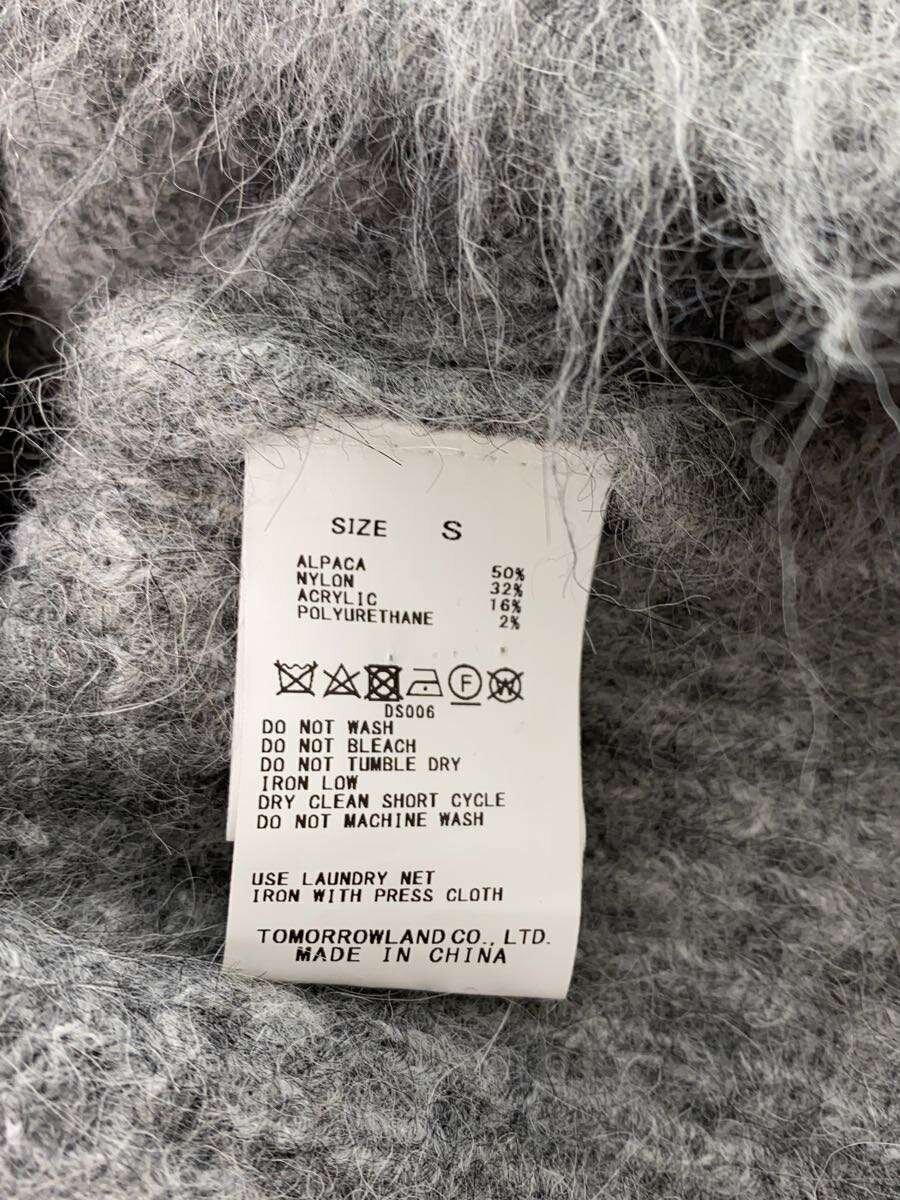 SIZE S
ALPACA 50%
NYLON 32%
ACRYLIC 16%
POLYURETHANE 2%
F W
DS006
DO NOT WASH
DO NOT BLEACH
DO NOT TUMBLE DRY
IRON LOW
DRY CLEAN SHORT CYCLE
DO NOT MACHINE WASH
USE LAUNDRY NET
IRON WITH PRESS CLOTH
TOMORROWLAND CO., LTD.
MADE IN CHINA